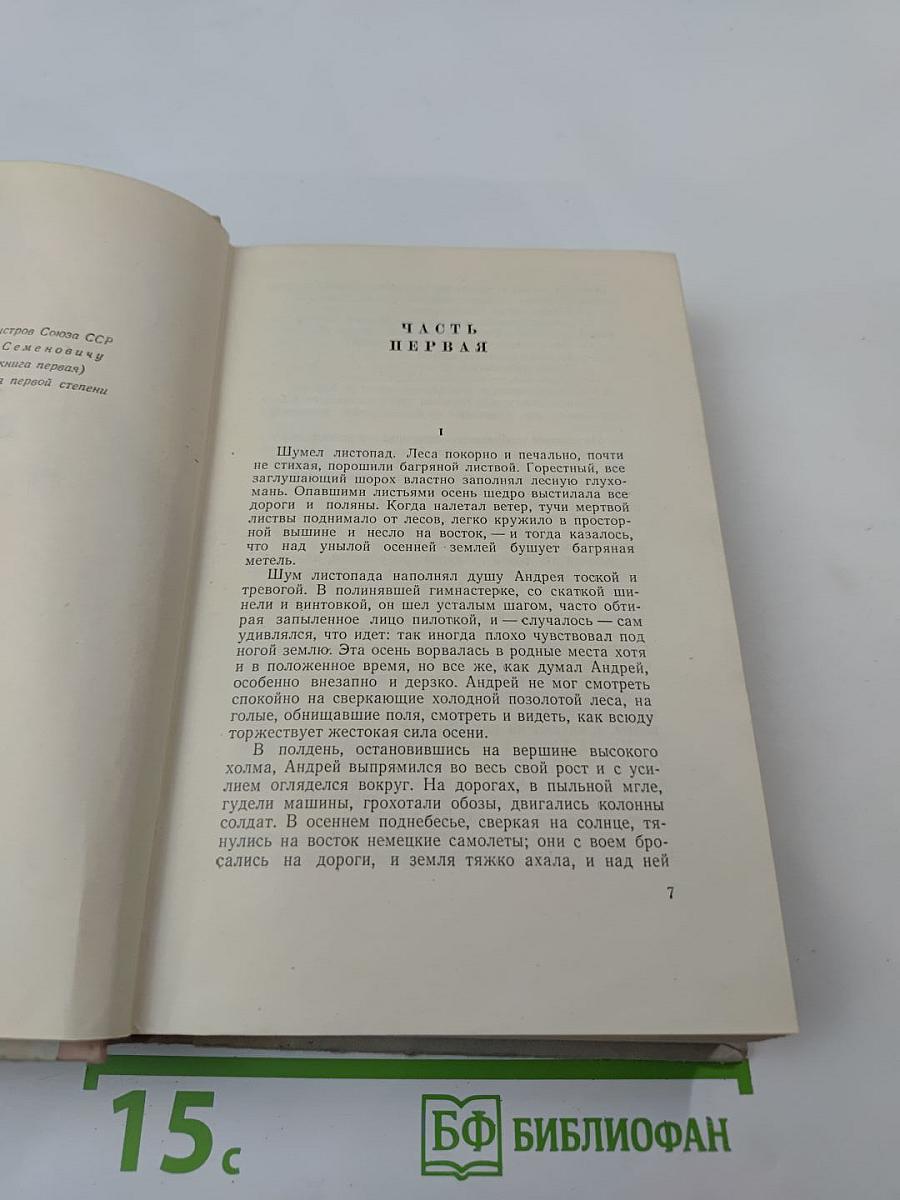 стров Союза ССР
Семеновичу
книга первая)
первой степени
ЧАСТЬ
ПЕРВАЯ
I
Шумел листопад. Леса покорно и печально, почти
не стихая, порошили багряной листвой. Горестный, все
заглушающий шорох властно заполнял лесную глухо-
мань. Опавшими листьями осень щедро выстилала все
дороги и поляны. Когда налетал ветер, тучи мертвой
листвы поднимало от лесов, легко кружило в простор-
ной вышине и несло на восток, — и тогда казалось,
что над унылой осенней землей бушует багряная
метель.
Шум листопада наполнял душу Андрея тоской и
тревогой. В полинявшей гимнастерке, со скаткой ши-
нели и винтовкой, он шел усталым шагом, часто обти-
рая запыленное лицо пилоткой, и — случалось — сам
удивлялся, что идет: так иногда плохо чувствовал под
ногой землю. Эта осень ворвалась в родные места хотя
и в положенное время, но все же, как думал Андрей,
особенно внезапно и дерзко. Андрей не мог смотреть
спокойно на сверкающие холодной позолотой леса, на
голые, обнищавшие поля, смотреть и видеть, как всюду
торжествует жестокая сила осени.
В полдень, остановившись на вершине высокого
холма, Андрей выпрямился во весь свой рост и с уси-
лием огляделся вокруг. На дорогах, в пыльной мгле,
гудели машины, грохотали обозы, двигались колонны
солдат. В осеннем поднебесье, сверкая на солнце, тя-
нулись на восток немецкие самолеты; они с воем бро-
сались на дороги, и земля тяжко ахала, и над ней
7
15 с
БФ БИБЛИОФАН